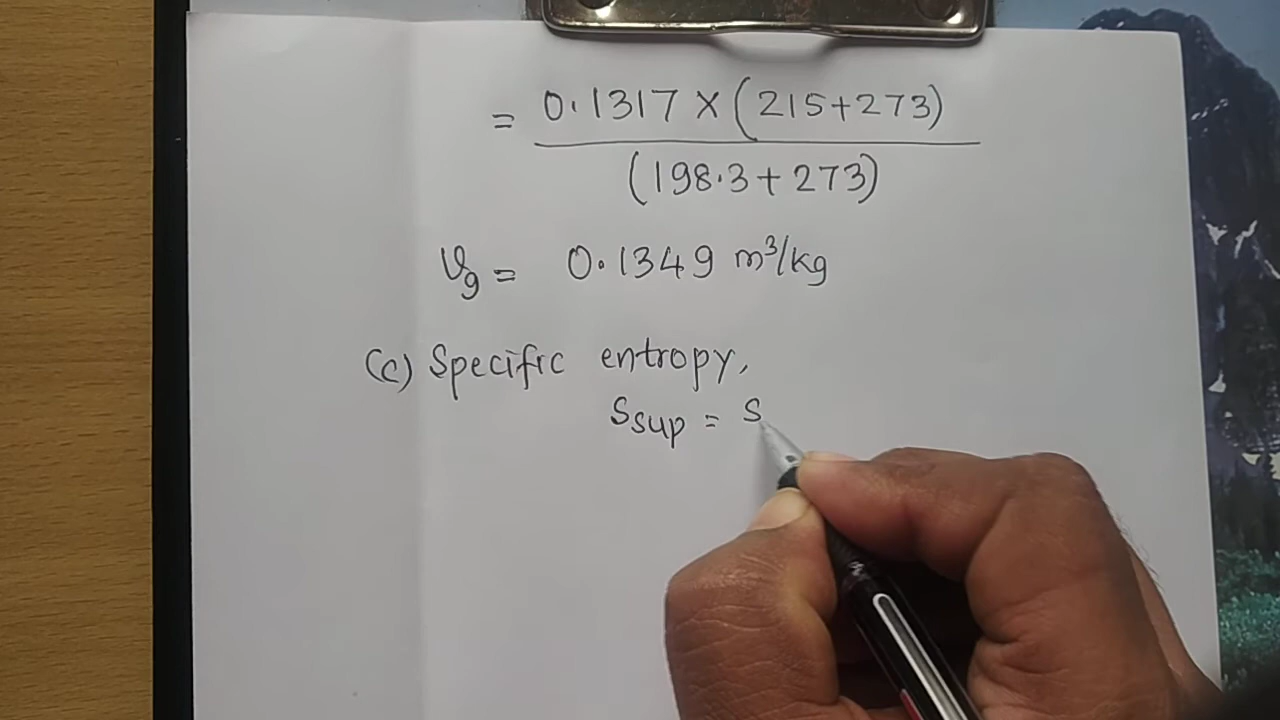 = 0.1317 × (215+273)
(198.3 + 273)
Vg = 0.1349 m³/kg
(c) Specific entropy,
Ssup = s